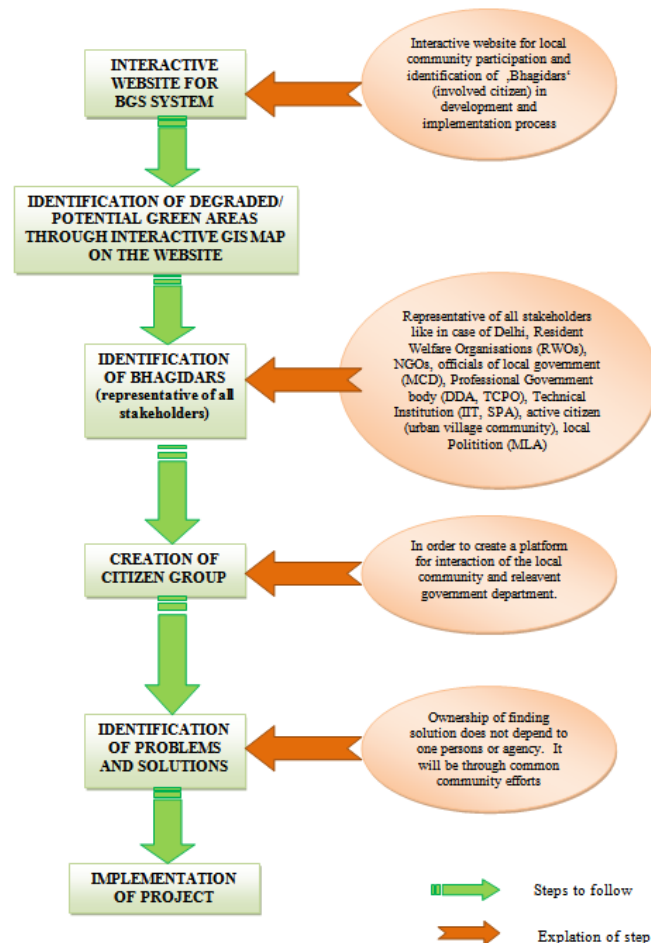 INTERACTIVE
WEBSITE FOR
BGS SYSTEM
Interactive website for local
community participation and
identification of ‚Bhagidars‘
(involved citizen) in
development and
implementation process
IDENTIFICATION OF DEGRADED/
POTENTIAL GREEN AREAS
THROUGH INTERACTIVE GIS MAP
ON THE WEBSITE
IDENTIFICATION
OF BHAGIDARS
(representative of all
stakeholders)
Representative of all stakeholders
like in case of Delhi, Resident
Welfare Organisations (RWOs),
NGOs, officials of local government
(MCD), Professional Government
body (DDA, TCPO), Technical
Institution (IIT, SPA), active citizen
(urban village community), local
Politition (MLA)
CREATION OF
CITIZEN GROUP
In order to create a platform
for interaction of the local
community and releavent
government department.
IDENTIFICATION
OF PROBLEMS
AND SOLUTIONS
Ownership of finding
solution does not depend to
one persons or agency. It
will be through common
community efforts
IMPLEMENTATION
OF PROJECT
Steps to follow
Explation of step